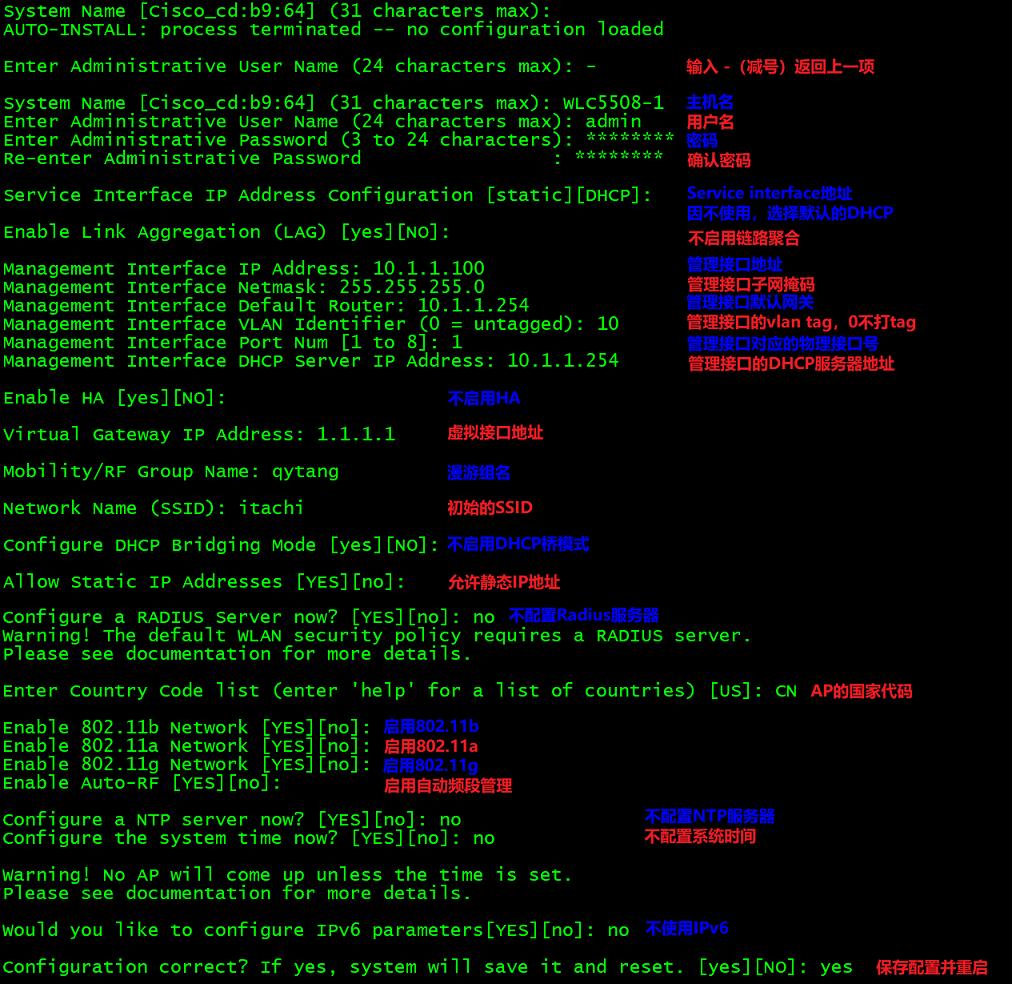 System Name [Cisco_cd:b9:64] (31 characters max):
AUTO-INSTALL: process terminated -- no configuration loaded
Enter Administrative User Name (24 characters max): - 输入 -（减号）返回上一项
System Name [Cisco_cd:b9:64] (31 characters max): WLC5508-1 主机名
Enter Administrative User Name (24 characters max): admin 用户名
Enter Administrative Password (3 to 24 characters): ******** 密码
Re-enter Administrative Password : ******** 确认密码
Service Interface IP Address Configuration [static][DHCP]: Service interface地址
因不使用，选择默认的DHCP
Enable Link Aggregation (LAG) [yes][NO]: 不启用链路聚合
Management Interface IP Address: 10.1.1.100 管理接口地址
Management Interface Netmask: 255.255.255.0 管理接口子网掩码
Management Interface Default Router: 10.1.1.254 管理接口默认网关
Management Interface VLAN Identifier (0 = untagged): 10 管理接口的vlan tag，0不打tag
Management Interface Port Num [1 to 8]: 1 管理接口对应的物理接口号
Management Interface DHCP Server IP Address: 10.1.1.254 管理接口的DHCP服务器地址
Enable HA [yes][NO]: 不启用HA
Virtual Gateway IP Address: 1.1.1.1 虚拟接口地址
Mobility/RF Group Name: qytang 漫游组名
Network Name (SSID): itachi 初始的SSID
Configure DHCP Bridging Mode [yes][NO]: 不启用DHCP桥模式
Allow Static IP Addresses [YES][no]: 允许静态IP地址
Configure a RADIUS Server now? [YES][no]: no 不配置Radius服务器
Warning! The default WLAN security policy requires a RADIUS server.
Please see documentation for more details.
Enter Country Code list (enter 'help' for a list of countries) [US]: CN AP的国家代码
Enable 802.11b Network [YES][no]: 启用802.11b
Enable 802.11a Network [YES][no]: 启用802.11a
Enable 802.11g Network [YES][no]: 启用802.11g
Enable Auto-RF [YES][no]: 启用自动频段管理
Configure a NTP server now? [YES][no]: no 不配置NTP服务器
Configure the system time now? [YES][no]: no 不配置系统时间
Warning! No AP will come up unless the time is set.
Please see documentation for more details.
Would you like to configure IPv6 parameters[YES][no]: no 不使用IPv6
Configuration correct? If yes, system will save it and reset. [yes][NO]: yes 保存配置并重启